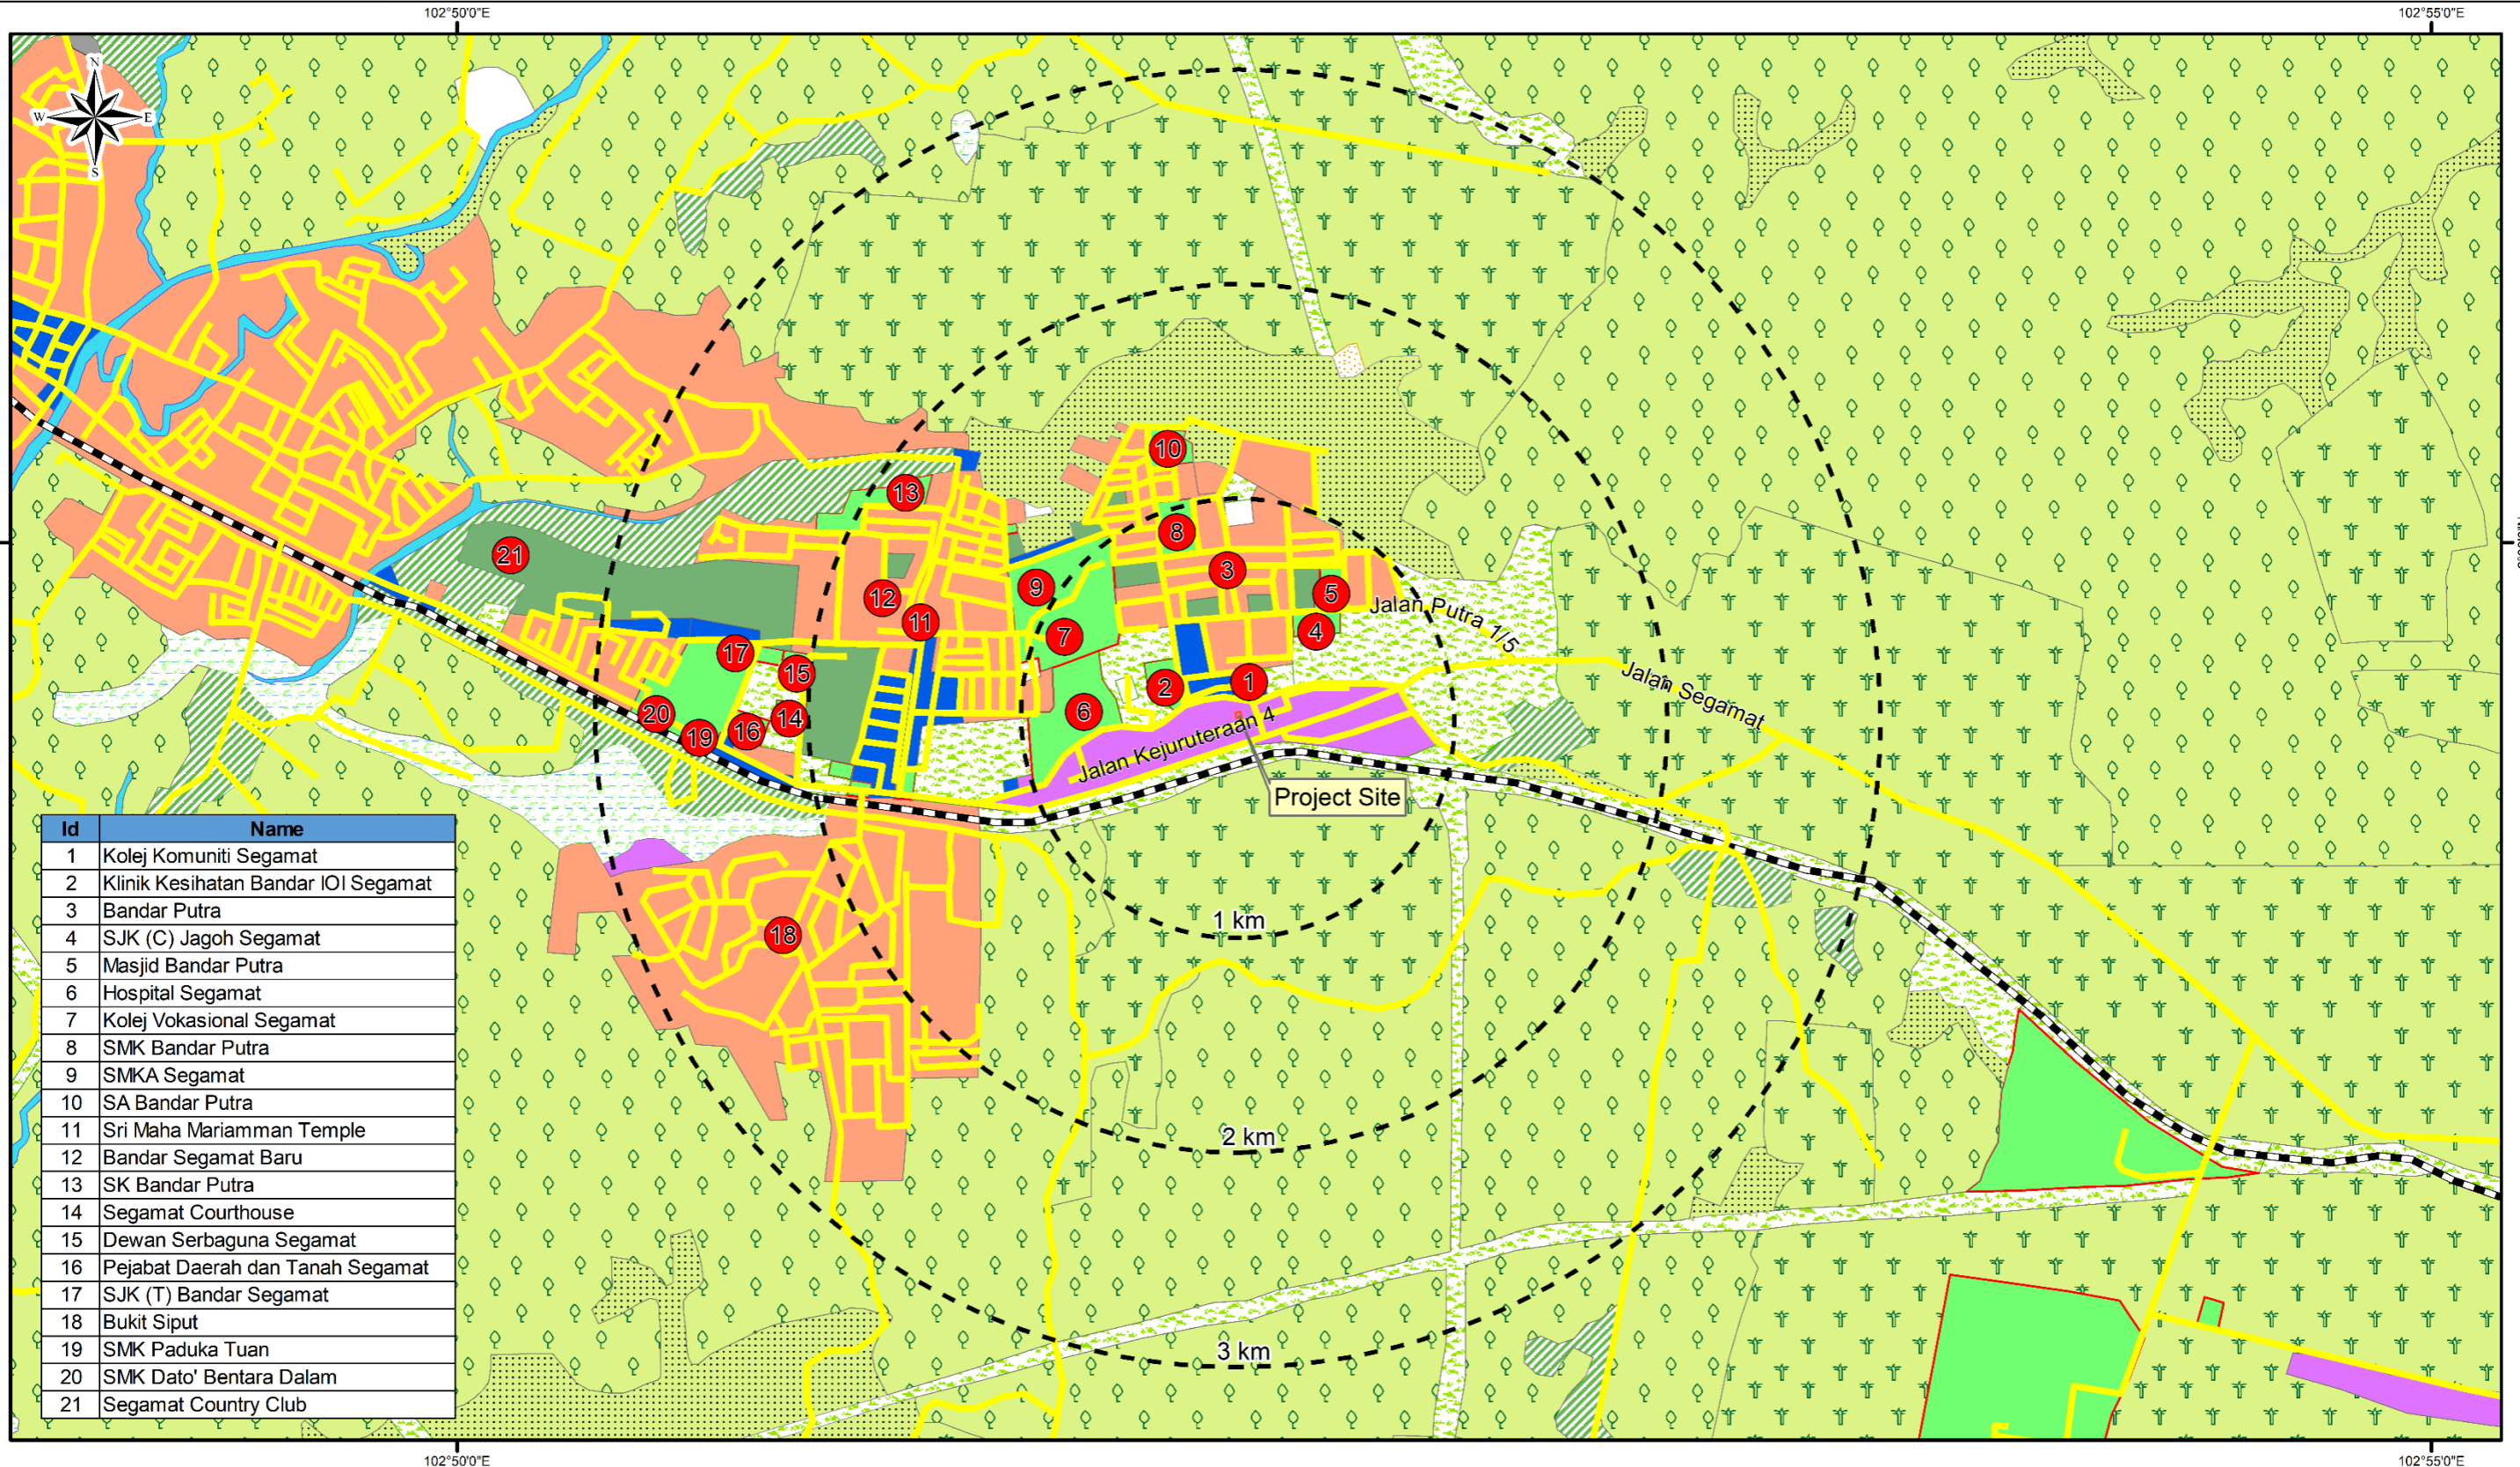 102°50'0"E
102°55'0"E
N
W
E
S
10
13
8
21
3
9
5
12
Jalan Putra 1/5
11
4
7
17
15
Jalan Segamat
2
1
20
14
6
16
19
Jalan Kejuruteraan 4
Project Site
1 km
18
2 km
3 km
Id Name
1 Kolej Komuniti Segamat
2 Klinik Kesihatan Bandar IOI Segamat
3 Bandar Putra
4 SJK (C) Jagoh Segamat
5 Masjid Bandar Putra
6 Hospital Segamat
7 Kolej Vokasional Segamat
8 SMK Bandar Putra
9 SMKA Segamat
10 SA Bandar Putra
11 Sri Maha Mariamman Temple
12 Bandar Segamat Baru
13 SK Bandar Putra
14 Segamat Courthouse
15 Dewan Serbaguna Segamat
16 Pejabat Daerah dan Tanah Segamat
17 SJK (T) Bandar Segamat
18 Bukit Siput
19 SMK Paduka Tuan
20 SMK Dato' Bentara Dalam
21 Segamat Country Club
102°50'0"E
102°55'0"E